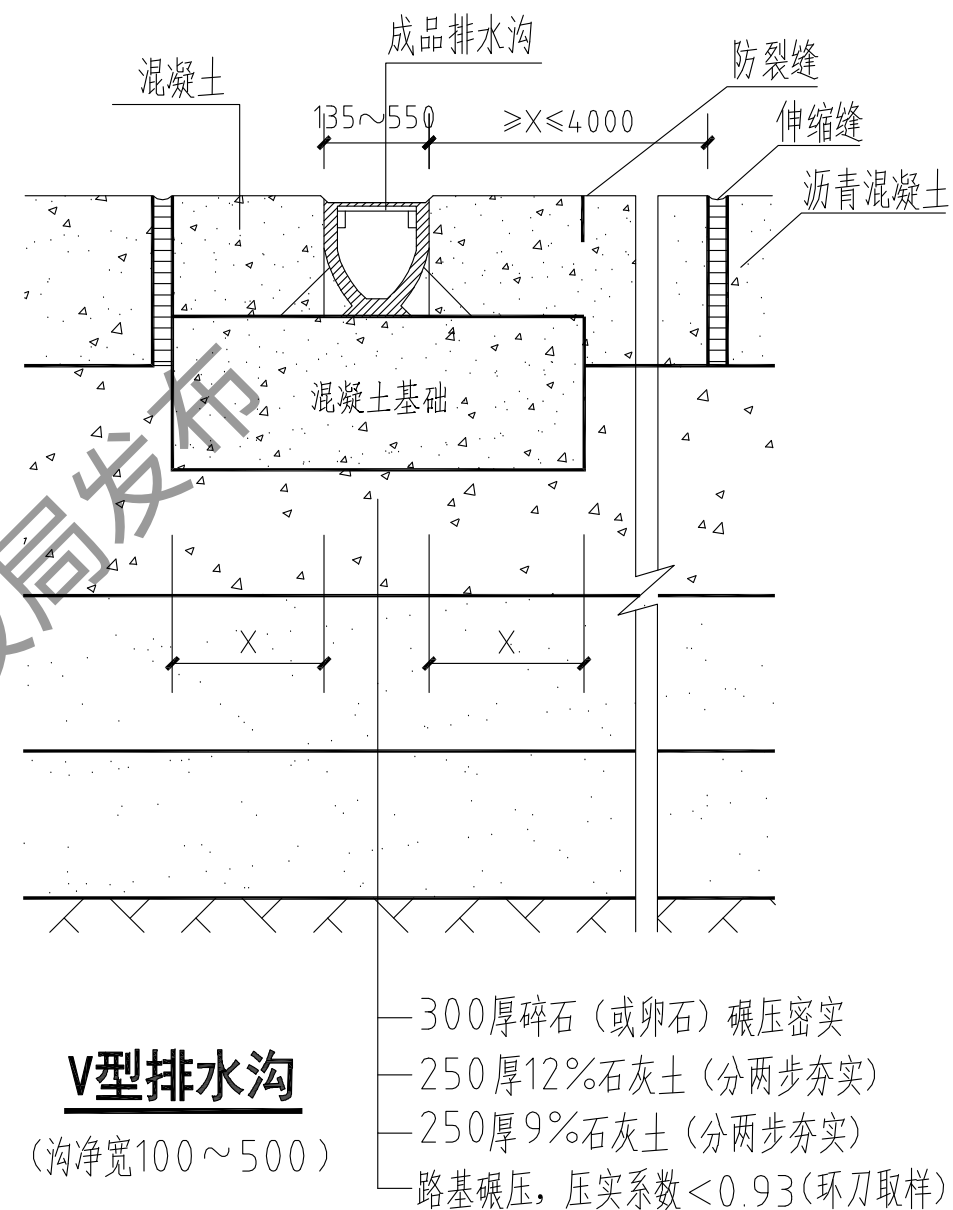 成品排水沟
混凝土
防裂缝
135～550
≥X≤4000
伸缩缝
沥青混凝土
混凝土基础
局发布
X
X
300厚碎石（或卵石）碾压密实
250厚12%石灰土（分两步夯实）
250厚9%石灰土（分两步夯实）
路基碾压，压实系数＜0.93(环刀取样)
V型排水沟
（沟净宽100～500）